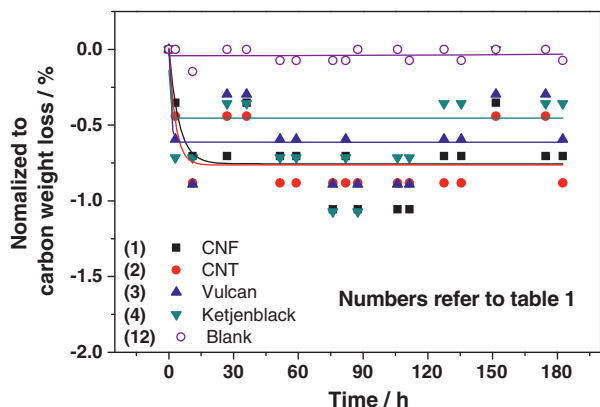 Nomalized to
carbon weight loss / %
0.0
-0.5
-1.0
-1.5
-2.0
(1) CNF
(2) CNT
(3) Vulcan
(4) Ketjenblack
(12) Blank
Numbers refer to table 1
0 30 60 90 120 150 180
Time / h